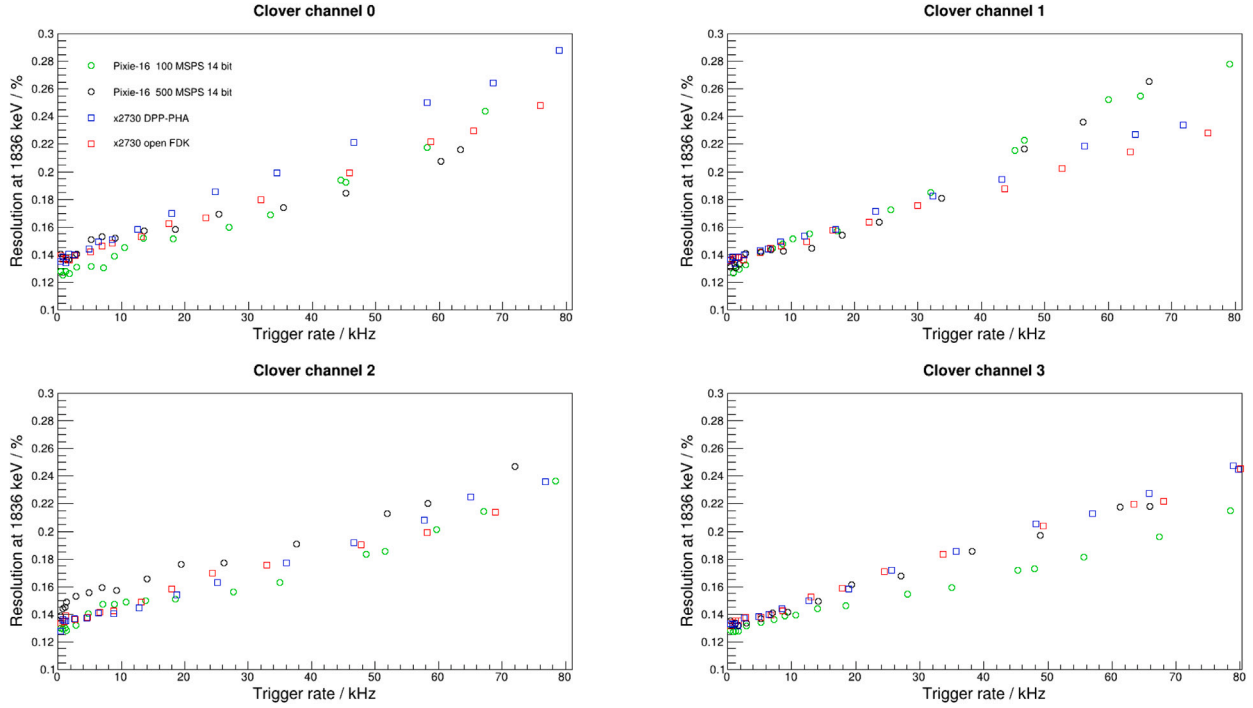 Clover channel 0
Resolution at 1836 keV / %
0.3
0.28
0.26
0.24
0.22
0.2
0.18
0.16
0.14
0.12
0.1
Pixie-16 100 MSPS 14 bit
Pixie-16 500 MSPS 14 bit
x2730 DPP-PHA
x2730 open FDK
0 10 20 30 40 50 60 70 80
Trigger rate / kHz
Clover channel 1
Resolution at 1836 keV / %
0.3
0.28
0.26
0.24
0.22
0.2
0.18
0.16
0.14
0.12
0.1
0 10 20 30 40 50 60 70 80
Trigger rate / kHz
Clover channel 2
Resolution at 1836 keV / %
0.3
0.28
0.26
0.24
0.22
0.2
0.18
0.16
0.14
0.12
0.1
0 10 20 30 40 50 60 70 80
Trigger rate / kHz
Clover channel 3
Resolution at 1836 keV / %
0.3
0.28
0.26
0.24
0.22
0.2
0.18
0.16
0.14
0.12
0.1
0 10 20 30 40 50 60 70 80
Trigger rate / kHz